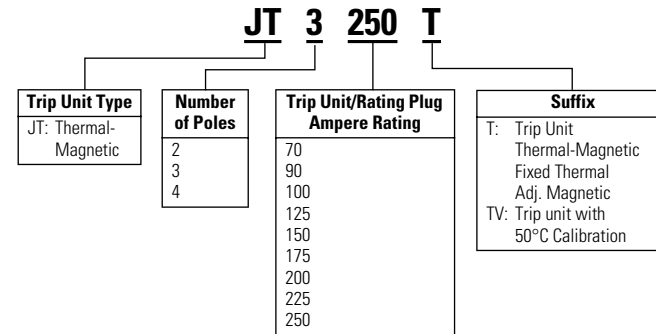 JT 3 250 T
Trip Unit Type
JT: Thermal-
Magnetic
Number
of Poles
2
3
4
Trip Unit/Rating Plug
Ampere Rating
70
90
100
125
150
175
200
225
250
Suffix
T: Trip Unit
Thermal-Magnetic
Fixed Thermal
Adj. Magnetic
TV: Trip unit with
50°C Calibration